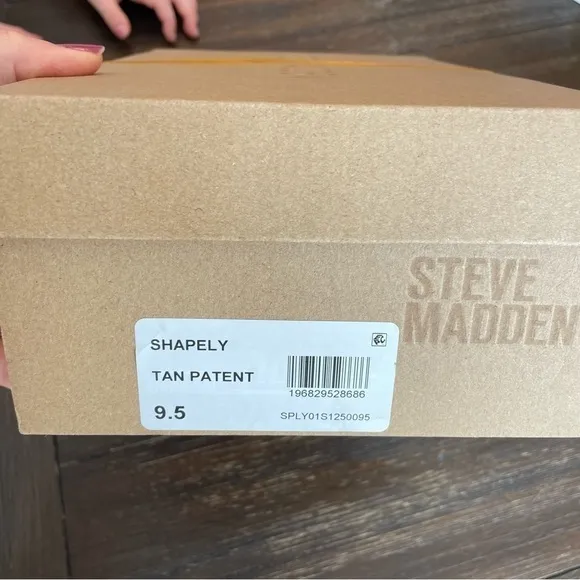 STEVE
MADDEN
SHAPELY
TAN PATENT
196829528686
9.5
SPLY01S1250095